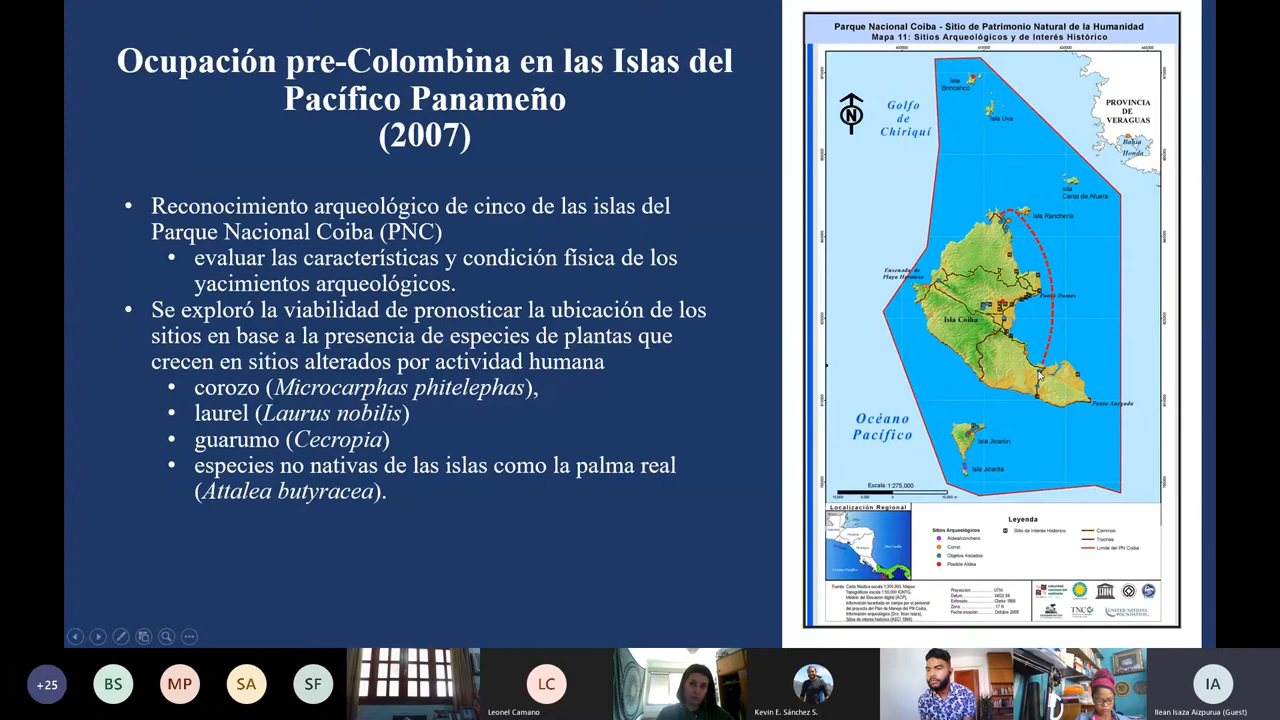 Ocupación pre-Colombina en las Islas del
Pacífico Panameño
(2007)
• Reconocimiento arqueológico de cinco de las islas del
Parque Nacional Coiba (PNC)
• evaluar las características y condición física de los
yacimientos arqueológicos.
• Se exploró la viabilidad de pronosticar la ubicación de los
sitios en base a la presencia de especies de plantas que
crecen en sitios alterados por actividad humana
• corozo (Microcarphas phitelephas),
• laurel (Laurus nobilis)
• guarumo (Cecropia)
• especies no nativas de las islas como la palma real
(Attalea butyracea).
Parque Nacional Coiba - Sitio de Patrimonio Natural de la Humanidad
Mapa 11: Sitios Arqueológicos y de Interés Histórico
N
Golfo
de
Chiriquí
Isla
Brincanco
Isla Uva
PROVINCIA
DE
VERAGUAS
Bahía
Honda
Isla
Canal de Afuera
Isla Ranchería
Ensenada de
Playa Hermosa
Punta Damas
Isla Coiba
Punta Anegada
Océano
Pacífico
Isla Jicarón
Isla Jicarita
Escala: 1:275,000
Localización Regional
Leyenda
Sitios Arqueológicos
Aldea/conchero
Corral
Objetos Aislados
Posible Aldea
Sitio de Interés Histórico
Caminos
Trochas
Límite del PN Coiba
TNC
UNITED NATIONS
FOUNDATION
+25
BS
MP
SA
SF
LC
Leonel Camano
Kevin E. Sánchez S.
IA
Ilean Isaza Aizpurua (Guest)